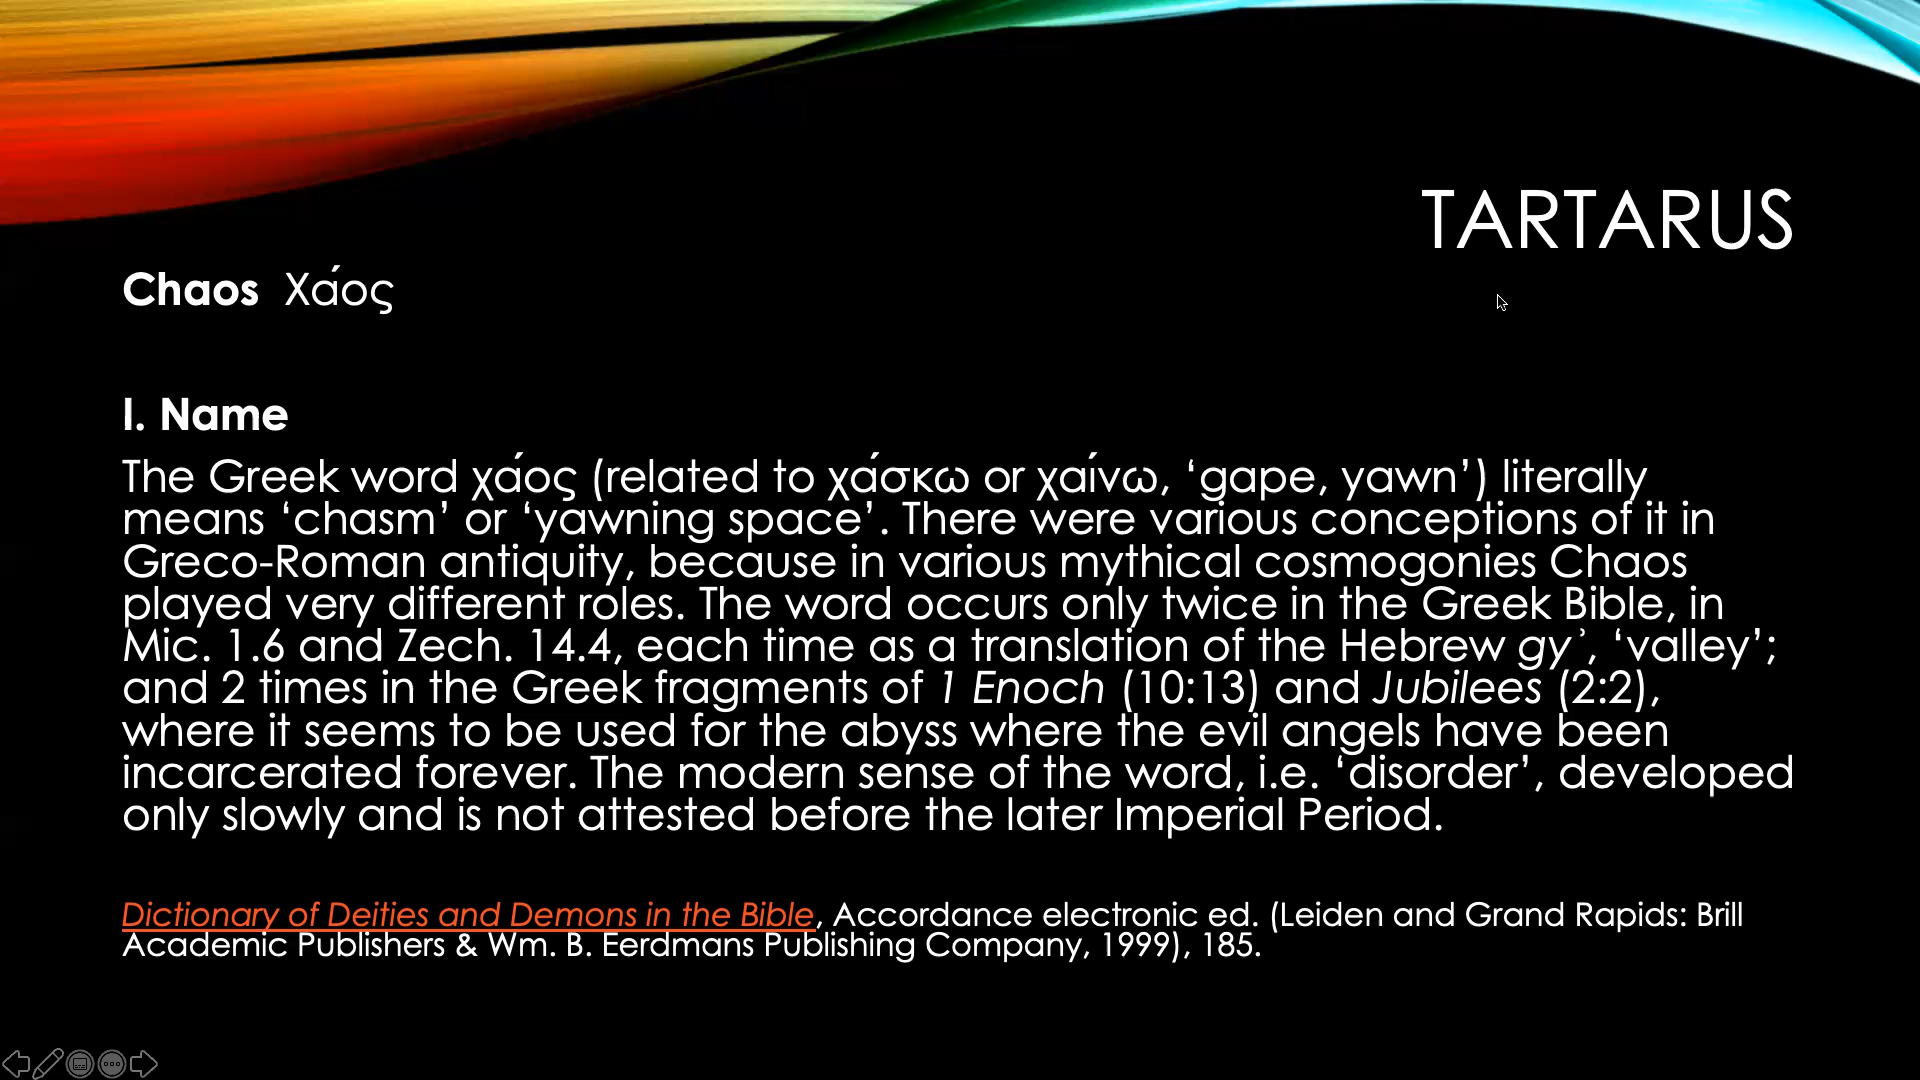 TARTARUS
Chaos Χάος
I. Name
The Greek word χάος (related to χάσκω or χαίνω, ‘gape, yawn’) literally
means ‘chasm’ or ‘yawning space’. There were various conceptions of it in
Greco-Roman antiquity, because in various mythical cosmogonies Chaos
played very different roles. The word occurs only twice in the Greek Bible, in
Mic. 1.6 and Zech. 14.4, each time as a translation of the Hebrew gyʾ, ‘valley’;
and 2 times in the Greek fragments of 1 Enoch (10:13) and Jubilees (2:2),
where it seems to be used for the abyss where the evil angels have been
incarcerated forever. The modern sense of the word, i.e. ‘disorder’, developed
only slowly and is not attested before the later Imperial Period.
Dictionary of Deities and Demons in the Bible, Accordance electronic ed. (Leiden and Grand Rapids: Brill
Academic Publishers & Wm. B. Eerdmans Publishing Company, 1999), 185.